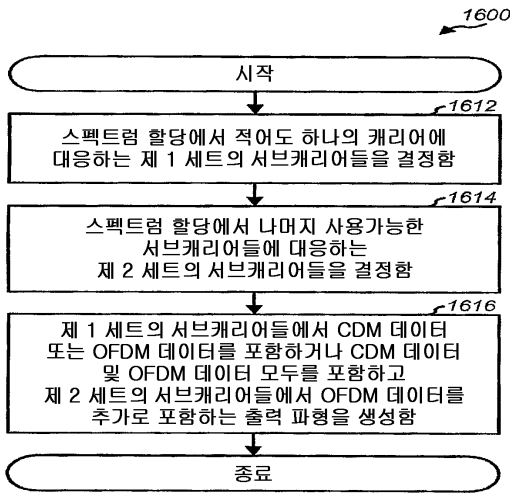 1600
시작
1612
스펙트럼 할당에서 적어도 하나의 캐리어에
대응하는 제 1 세트의 서브캐리어들을 결정함
1614
스펙트럼 할당에서 나머지 사용가능한
서브캐리어들에 대응하는
제 2 세트의 서브캐리어들을 결정함
1616
제 1 세트의 서브캐리어들에서 CDM 데이터
또는 OFDM 데이터를 포함하거나 CDM 데이터
및 OFDM 데이터 모두를 포함하고
제 2 세트의 서브캐리어들에서 OFDM 데이터를
추가로 포함하는 출력 파형을 생성함
종료